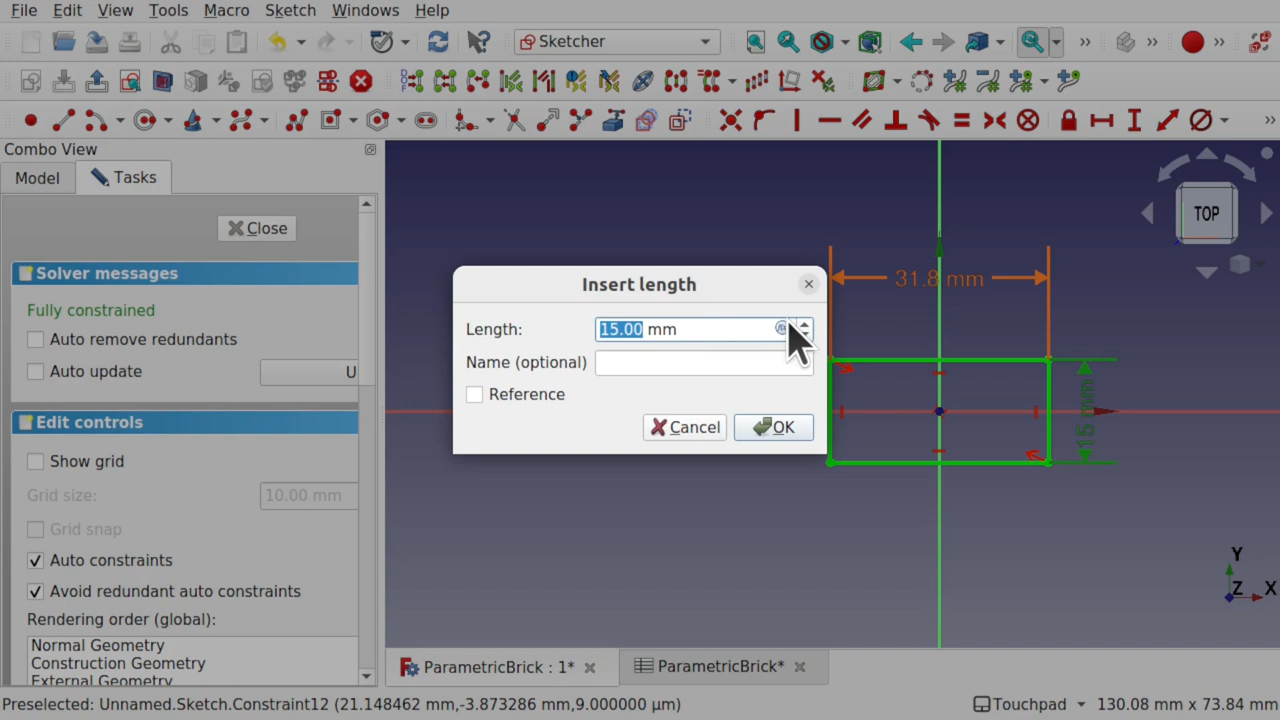 File Edit View Tools Macro Sketch Windows Help
Sketcher
Combo View
Model Tasks
Close
Solver messages
Fully constrained
Auto remove redundants
Auto update U
Edit controls
Show grid
Grid size: 10.00 mm
Grid snap
Auto constraints
Avoid redundant auto constraints
Rendering order (global):
Normal Geometry
Construction Geometry
External Geometry
Insert length
Length: 15.00 mm
Name (optional)
Reference
Cancel OK
31.8 mm
15 mm
TOP
Y
Z X
ParametricBrick : 1* ParametricBrick*
Preselected: Unnamed.Sketch.Constraint12 (21.148462 mm,-3.873286 mm,9.000000 µm) Touchpad 130.08 mm x 73.84 mm